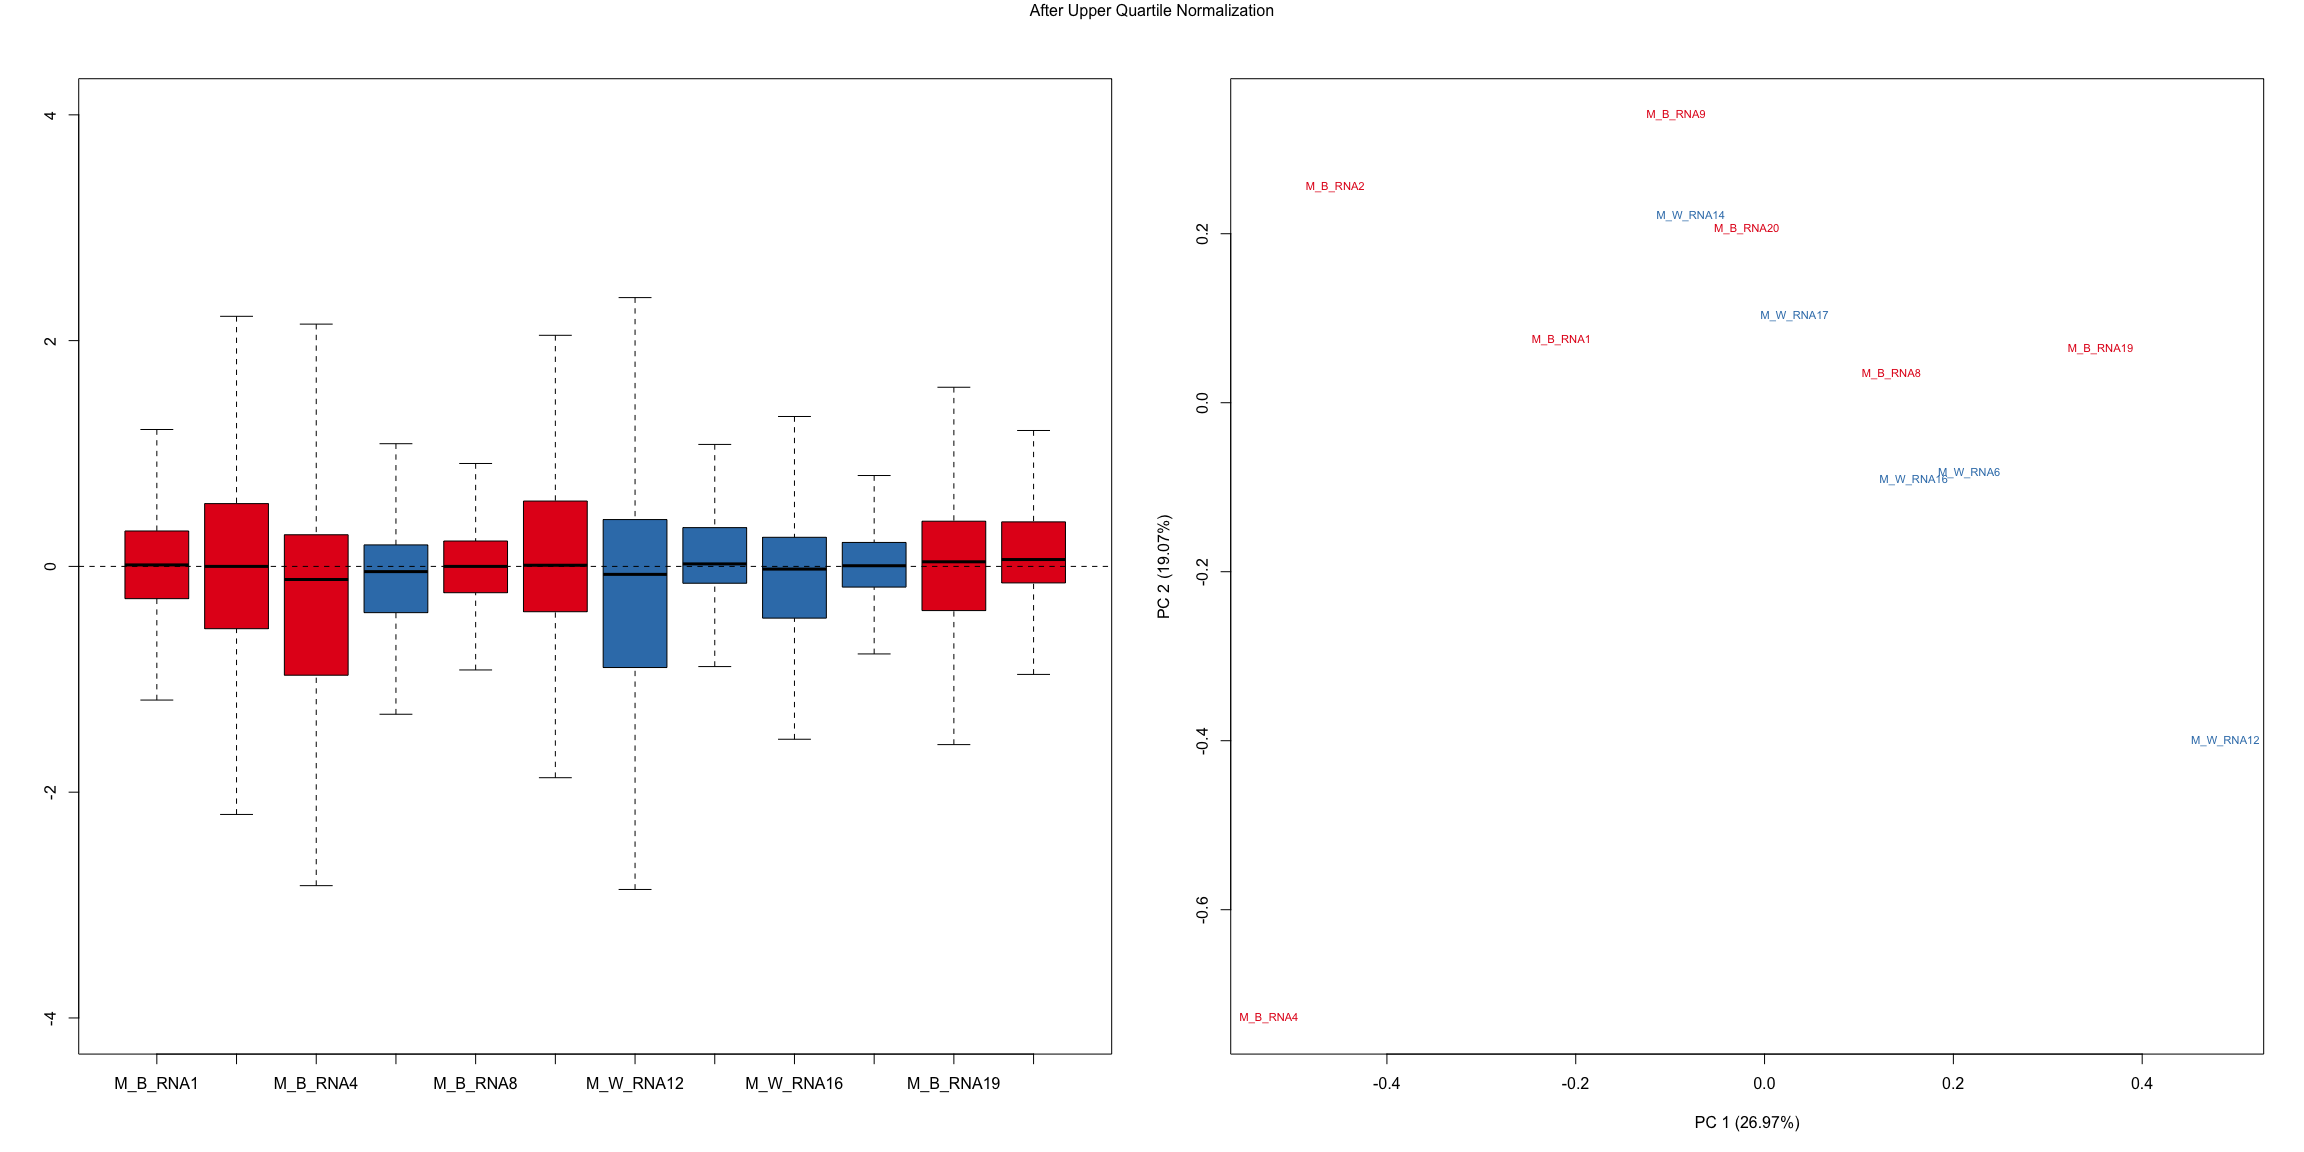 After Upper Quartile Normalization
4
2
0
-2
-4
M_B_RNA1 M_B_RNA4 M_B_RNA8 M_W_RNA12 M_W_RNA16 M_B_RNA19
M_B_RNA9
M_B_RNA2
M_W_RNA14
M_B_RNA20
M_W_RNA17
M_B_RNA1
M_B_RNA19
M_B_RNA8
M_W_RNA6
M_W_RNA16
M_W_RNA12
M_B_RNA4
0.2
0.0
-0.2
-0.4
-0.6
PC 2 (19.07%)
-0.4 -0.2 0.0 0.2 0.4
PC 1 (26.97%)